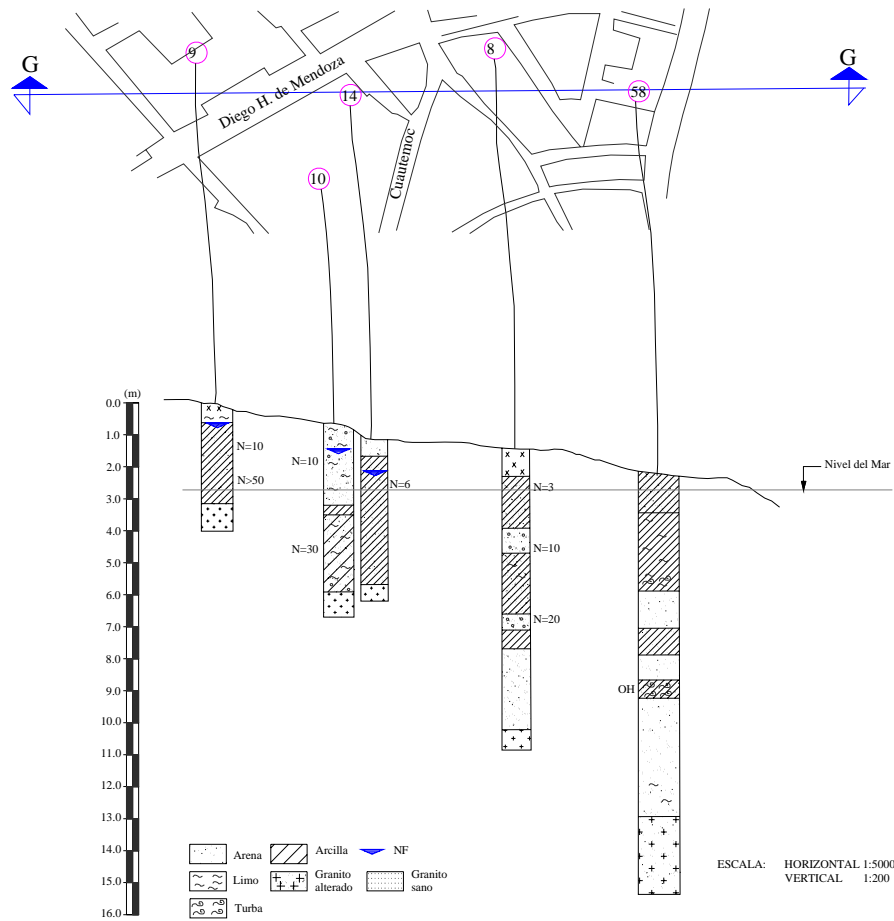 G
G
9
8
14
58
10
Diego H. de Mendoza
Cuautemoc
(m)
0.0
1.0
2.0
3.0
4.0
5.0
6.0
7.0
8.0
9.0
10.0
11.0
12.0
13.0
14.0
15.0
16.0
x x
N=10
N>50
N=10
N=30
N=6
x x x
x
x x
N=3
N=10
N=20
OH
Nivel del Mar
Arena
Arcilla
NF
Limo
Granito
alterado
Granito
sano
Turba
ESCALA: HORIZONTAL 1:5000
VERTICAL 1:200